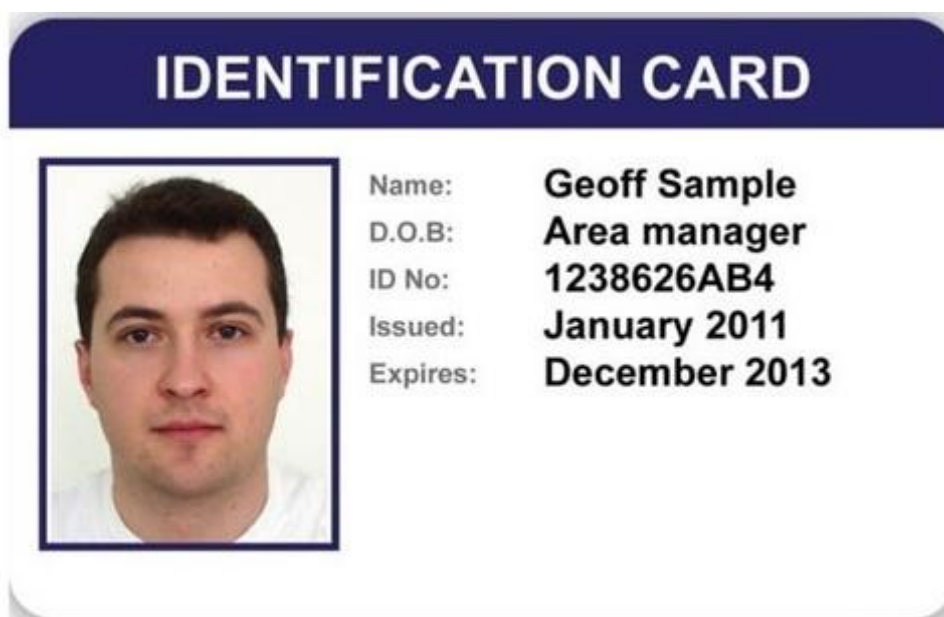 IDENTIFICATION CARD
Name: Geoff Sample
D.O.B: Area manager
ID No: 1238626AB4
Issued: January 2011
Expires: December 2013